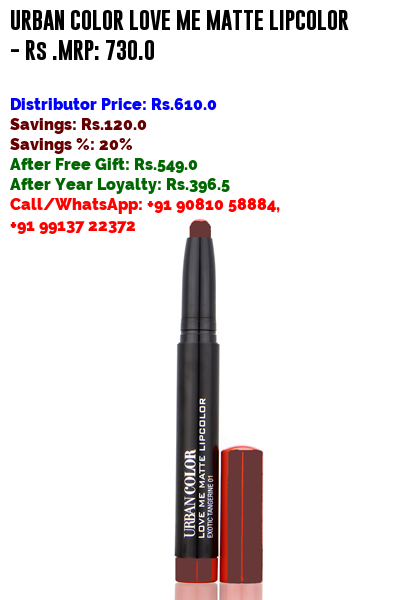 URBAN COLOR LOVE ME MATTE LIPCOLOR
- Rs .MRP: 730.0
Distributor Price: Rs.610.0
Savings: Rs.120.0
Savings %: 20%
After Free Gift: Rs.549.0
After Year Loyalty: Rs.396.5
Call/WhatsApp: +91 90810 58884,
+91 99137 22372
URBAN COLOR
LOVE ME MATTE LIPCOLOR
EXOTIC TANGERINE 01